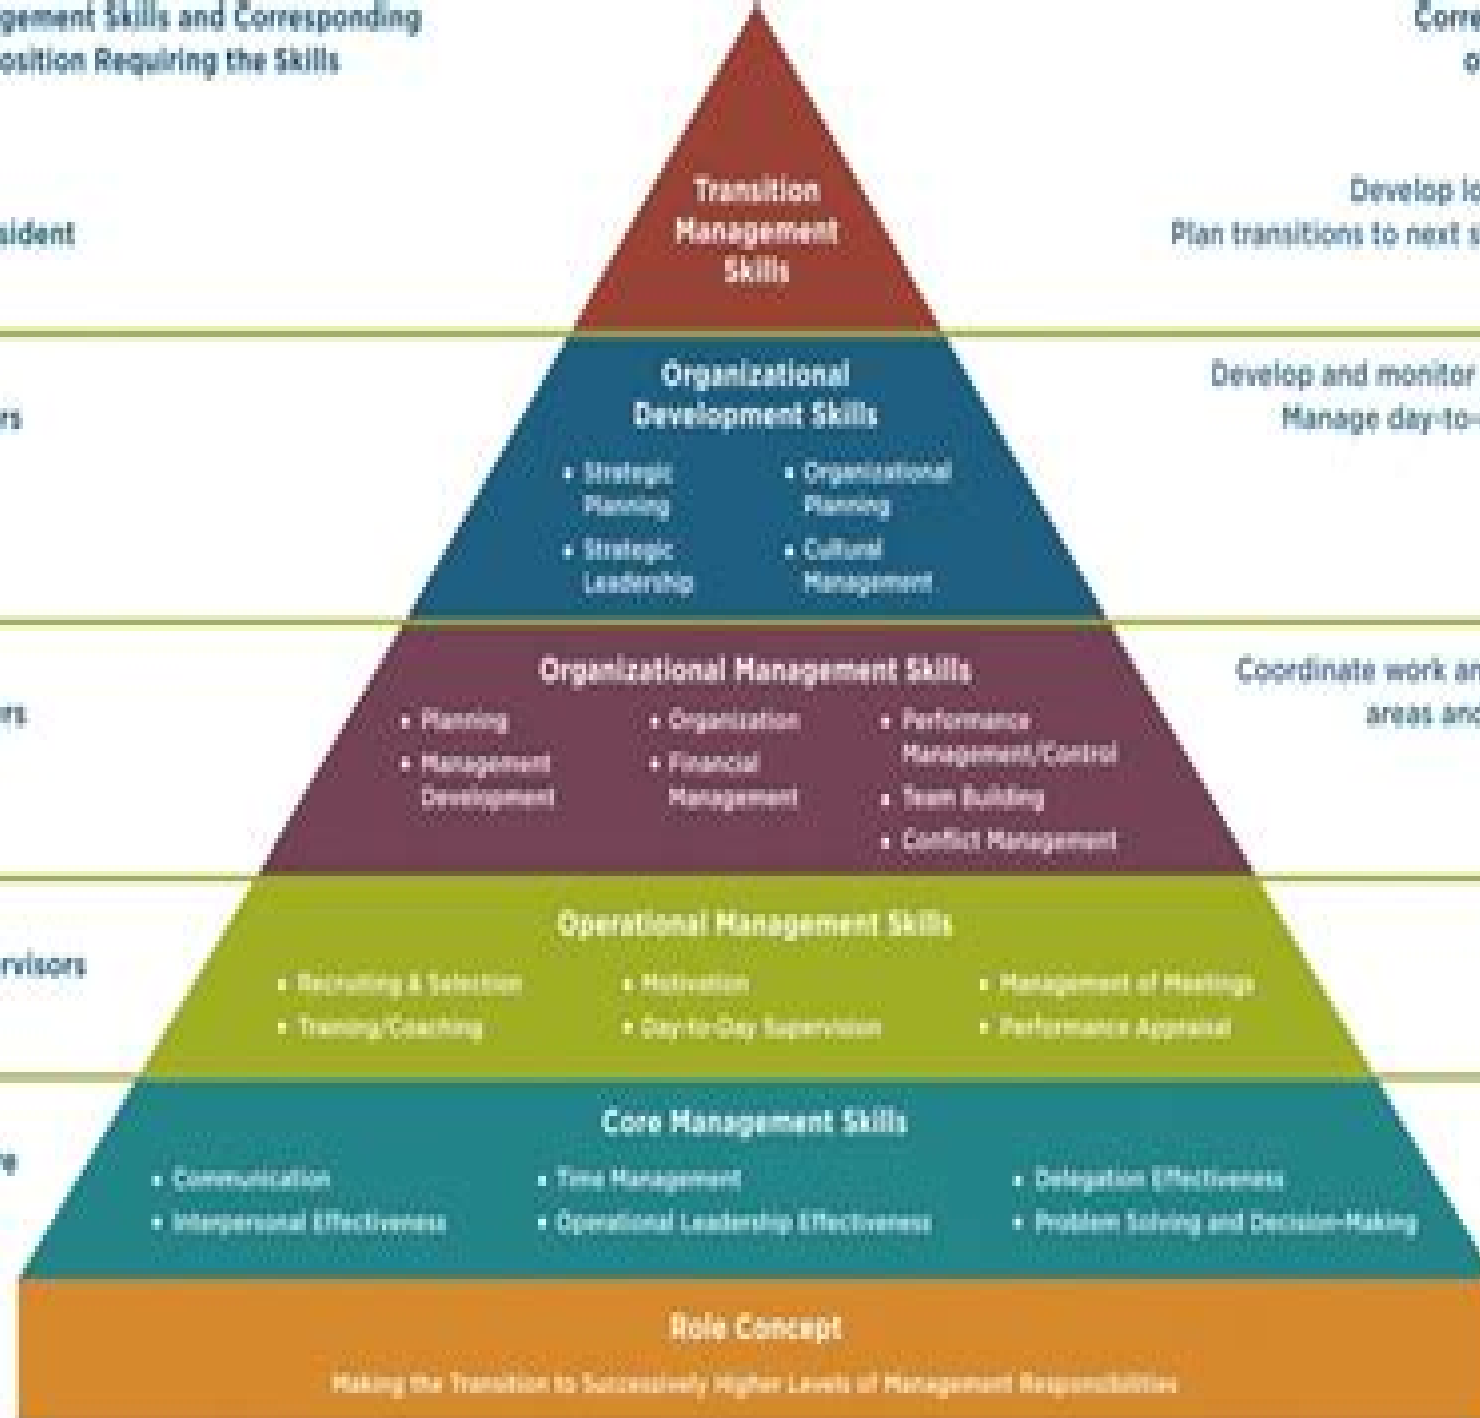 gement Skills and Corresponding
osition Requiring the Skills
Corre
o
Transition
Management
Skills
sident
Develop lo
Plan transitions to next s
Organizational
Development Skills
• Strategic
Planning
• Strategic
Leadership
• Organizational
Planning
• Cultural
Management
rs
Develop and monitor
Manage day-to-
Organizational Management Skills
• Planning
• Management
Development
• Organization
• Financial
Management
• Performance
Management/Control
• Team Building
• Conflict Management
rs
Coordinate work an
areas and
Operational Management Skills
• Recruiting & Selection
• Training/Coaching
• Motivation
• Day-to-Day Supervision
• Management of Meetings
• Performance Appraisal
rvisors
Core Management Skills
• Communication
• Interpersonal Effectiveness
• Time Management
• Operational Leadership Effectiveness
• Delegation Effectiveness
• Problem Solving and Decision-Making
re
Role Concept
Making the Transition to Successively Higher Levels of Management Responsibilities